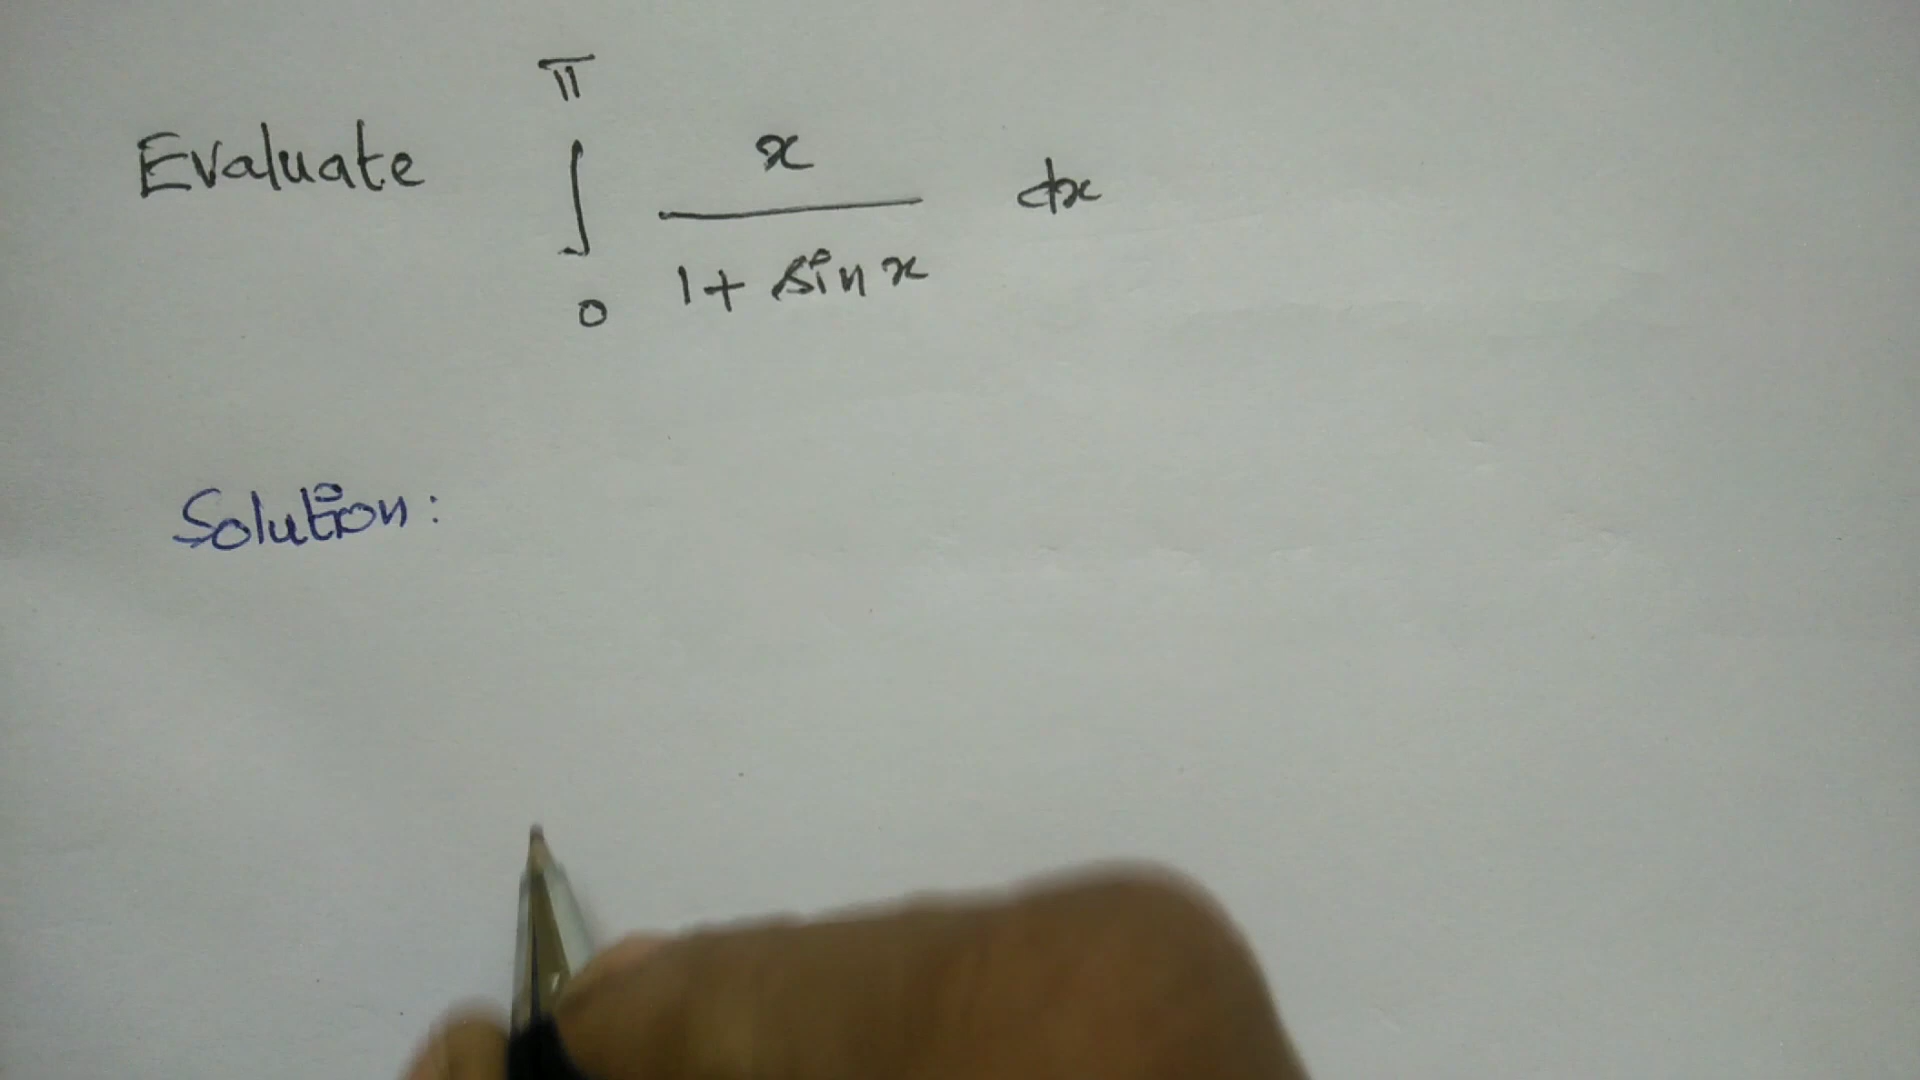 Evaluate ∫₀^π x / (1 + sin x) dx
Solution: